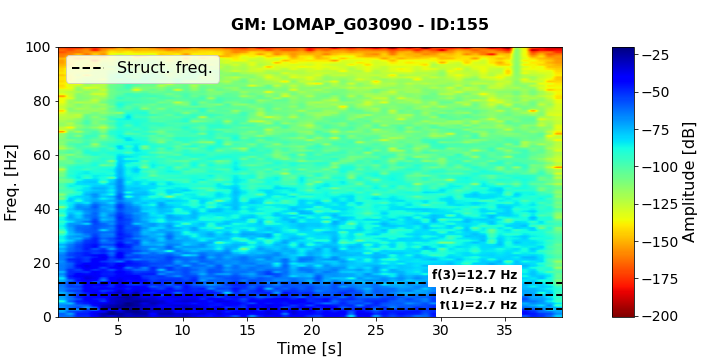 GM: LOMAP_G03090 - ID:155
Struct. freq.
Freq. [Hz]
100
80
60
40
20
0
f(3)=12.7 Hz
f(2)=8.1 Hz
f(1)=2.7 Hz
5 10 15 20 25 30 35
Time [s]
−25
−50
−75
−100
−125
−150
−175
−200
Amplitude [dB]